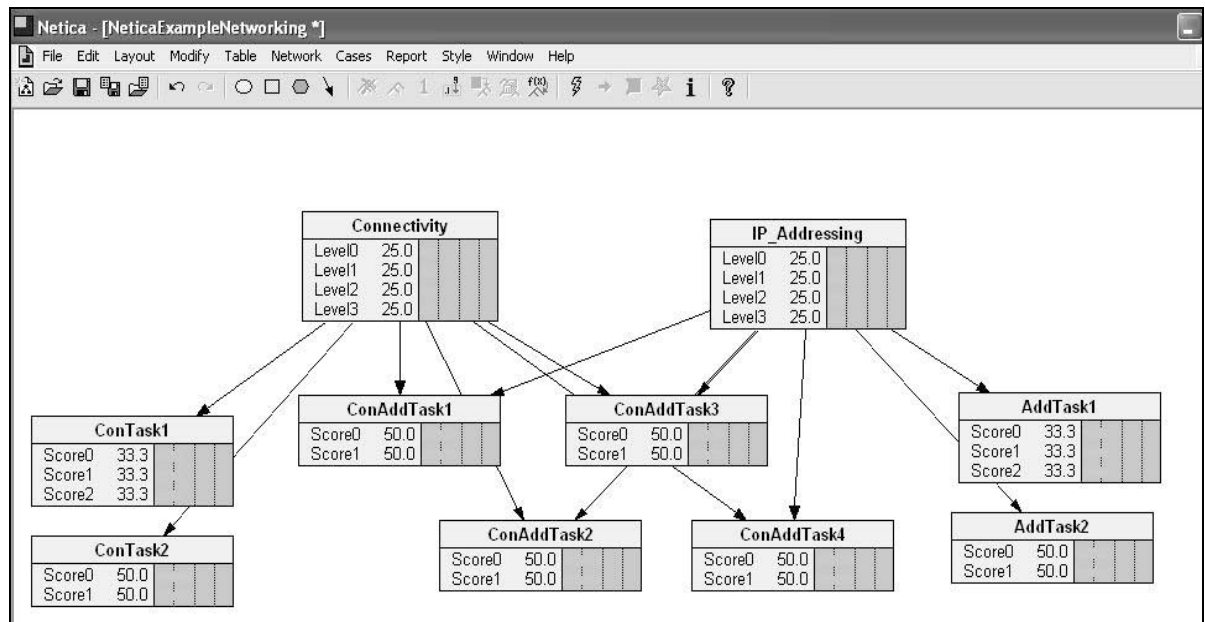 Netica - [NeticaExampleNetworking *]
File Edit Layout Modify Table Network Cases Report Style Window Help
Connectivity
Level0 25.0
Level1 25.0
Level2 25.0
Level3 25.0
IP_Addressing
Level0 25.0
Level1 25.0
Level2 25.0
Level3 25.0
ConTask1
Score0 33.3
Score1 33.3
Score2 33.3
ConAddTask1
Score0 50.0
Score1 50.0
ConAddTask3
Score0 50.0
Score1 50.0
AddTask1
Score0 33.3
Score1 33.3
Score2 33.3
ConTask2
Score0 50.0
Score1 50.0
ConAddTask2
Score0 50.0
Score1 50.0
ConAddTask4
Score0 50.0
Score1 50.0
AddTask2
Score0 50.0
Score1 50.0